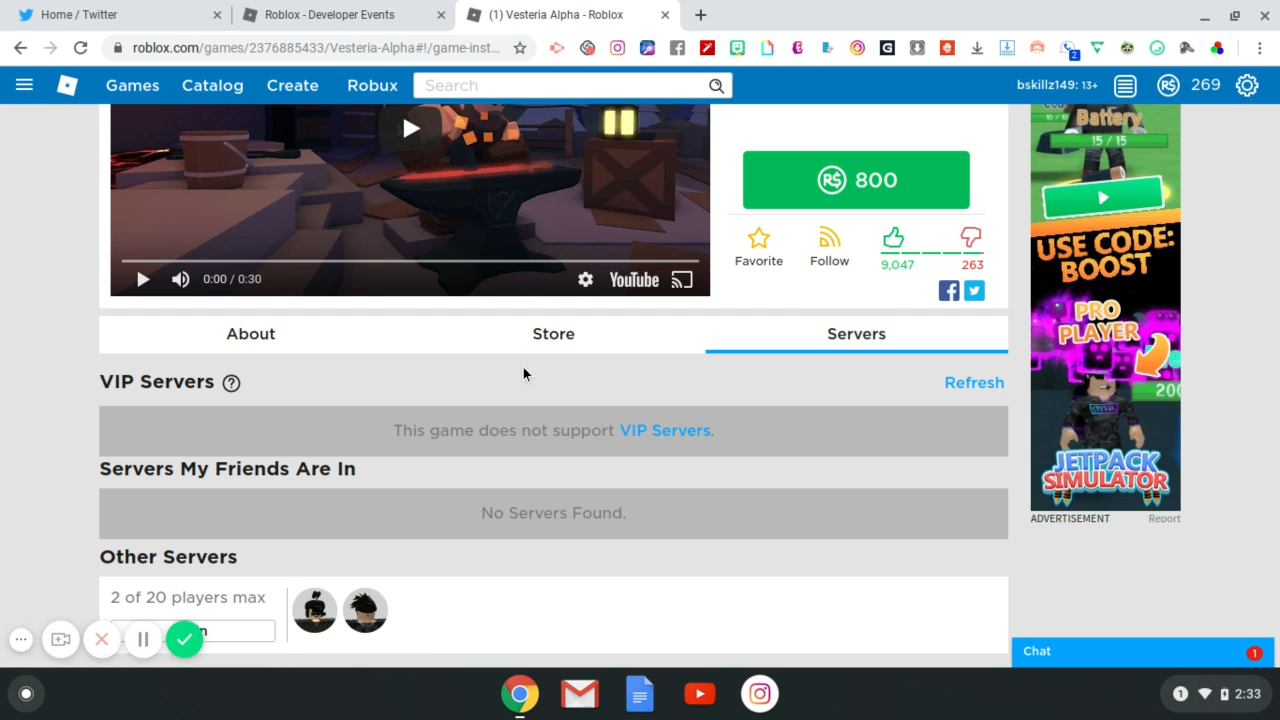 Home / Twitter
Roblox - Developer Events
(1) Vesteria Alpha - Roblox
roblox.com/games/2376885433/Vesteria-Alpha#!/game-inst...
2
Games
Catalog
Create
Robux
Search
bskillz149: 13+
269
Battery
15 / 15
R$ 800
Favorite
Follow
9,047
263
0:00 / 0:30
YouTube
USE CODE:
BOOST
PRO
PLAYER
200
JETPACK
SIMULATOR
ADVERTISEMENT
Report
About
Store
Servers
VIP Servers
Refresh
This game does not support VIP Servers.
Servers My Friends Are In
No Servers Found.
Other Servers
2 of 20 players max
Chat
1
1
2:33